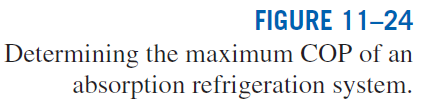 FIGURE 11–24
Determining the maximum COP of an
absorption refrigeration system.